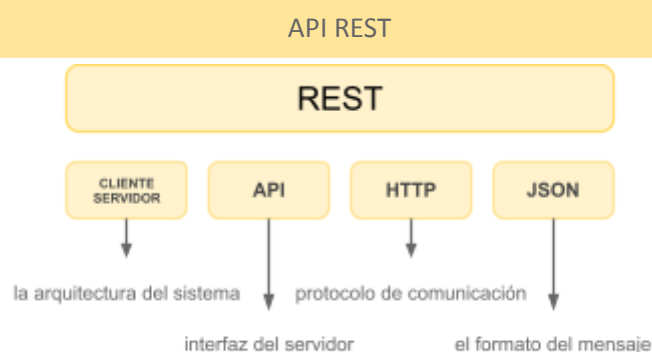 API REST
REST
CLIENTE
SERVIDOR
API
HTTP
JSON
la arquitectura del sistema
protocolo de comunicación
interfaz del servidor
el formato del mensaje